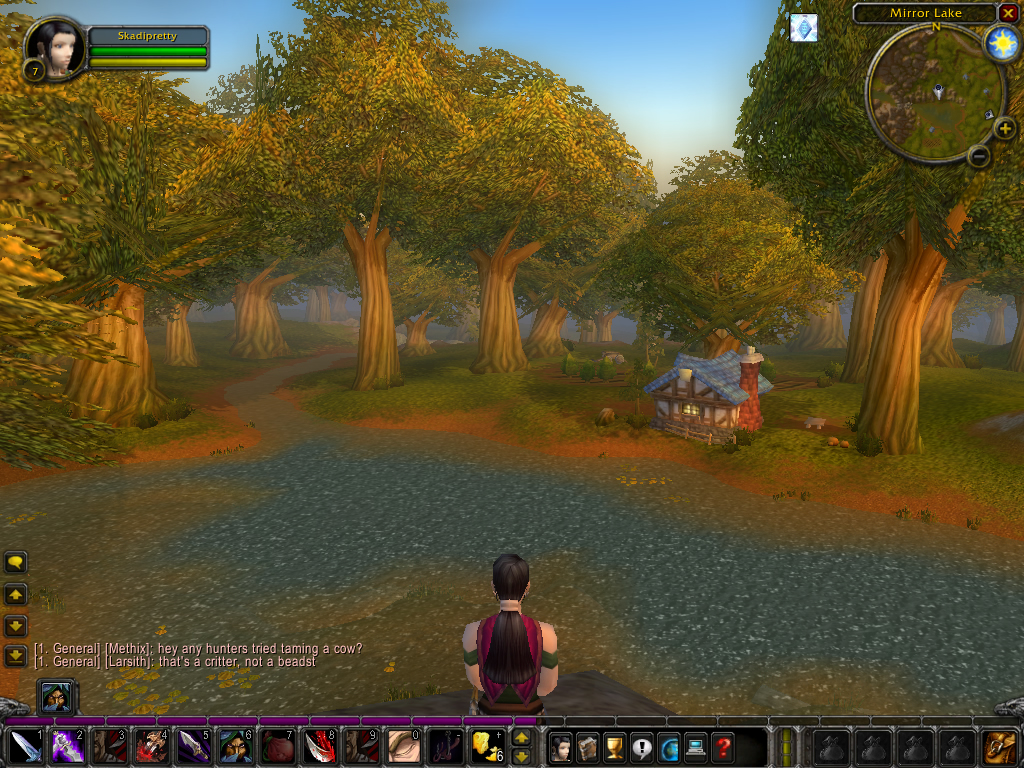 Skadipretty
7
Mirror Lake
N
[1. General] [Methix]: hey any hunters tried taming a cow?
[1. General] [Larsith]: that's a critter, not a beadst
1 2 3 4 5 6 7 8 9 0 - +
6